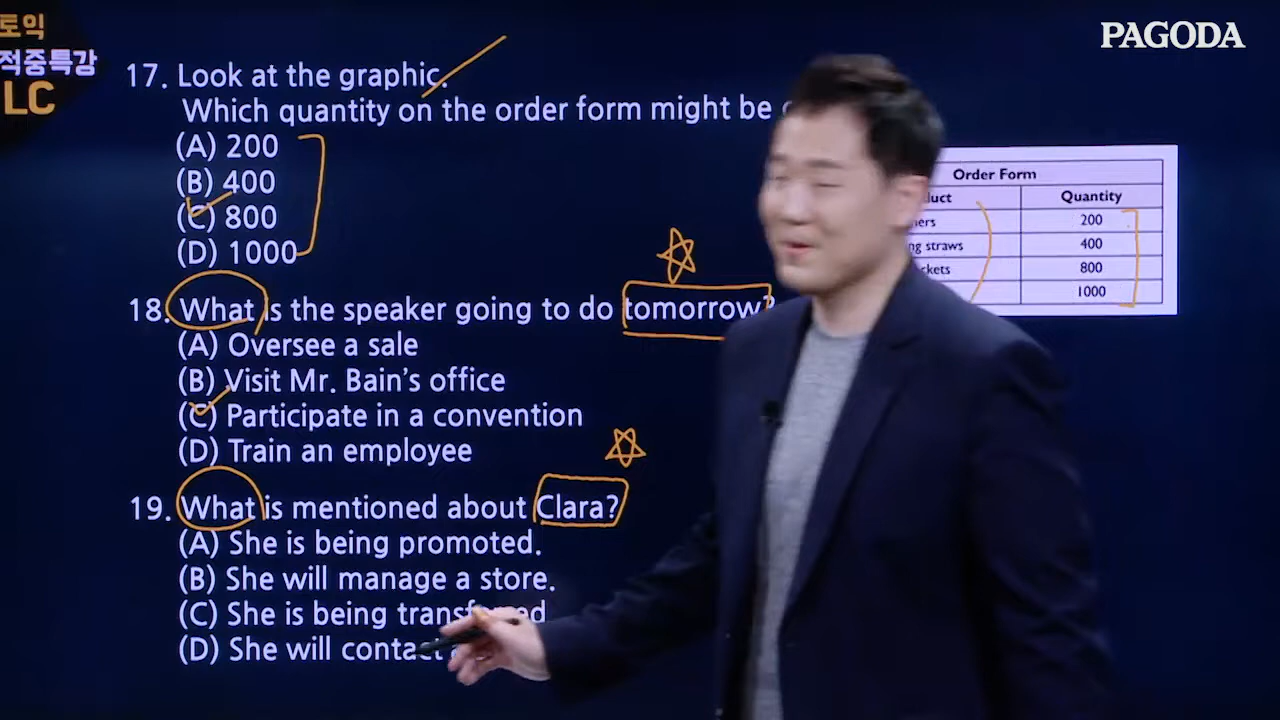 토익
적중특강
LC
PAGODA
17. Look at the graphic.
Which quantity on the order form might be
(A) 200
(B) 400
(C) 800
(D) 1000
Order Form
Quantity
200
straws 400
800
1000
18. What is the speaker going to do tomorrow?
(A) Oversee a sale
(B) Visit Mr. Bain's office
(C) Participate in a convention
(D) Train an employee
19. What is mentioned about Clara?
(A) She is being promoted.
(B) She will manage a store.
(C) She is being
(D) She will